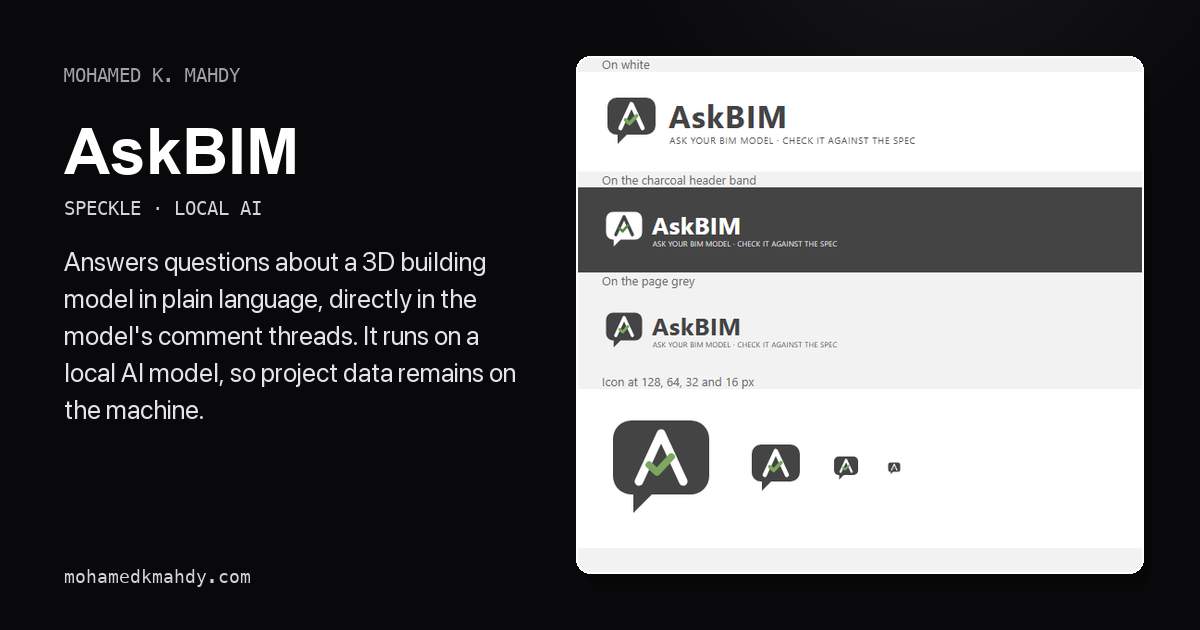 MOHAMED K. MAHDY
AskBIM
SPECKLE · LOCAL AI
Answers questions about a 3D building
model in plain language, directly in the
model's comment threads. It runs on a
local AI model, so project data remains on
the machine.
mohamedkmahdy.com
On white
AskBIM
ASK YOUR BIM MODEL · CHECK IT AGAINST THE SPEC
On the charcoal header band
AskBIM
ASK YOUR BIM MODEL · CHECK IT AGAINST THE SPEC
On the page grey
AskBIM
ASK YOUR BIM MODEL · CHECK IT AGAINST THE SPEC
Icon at 128, 64, 32 and 16 px